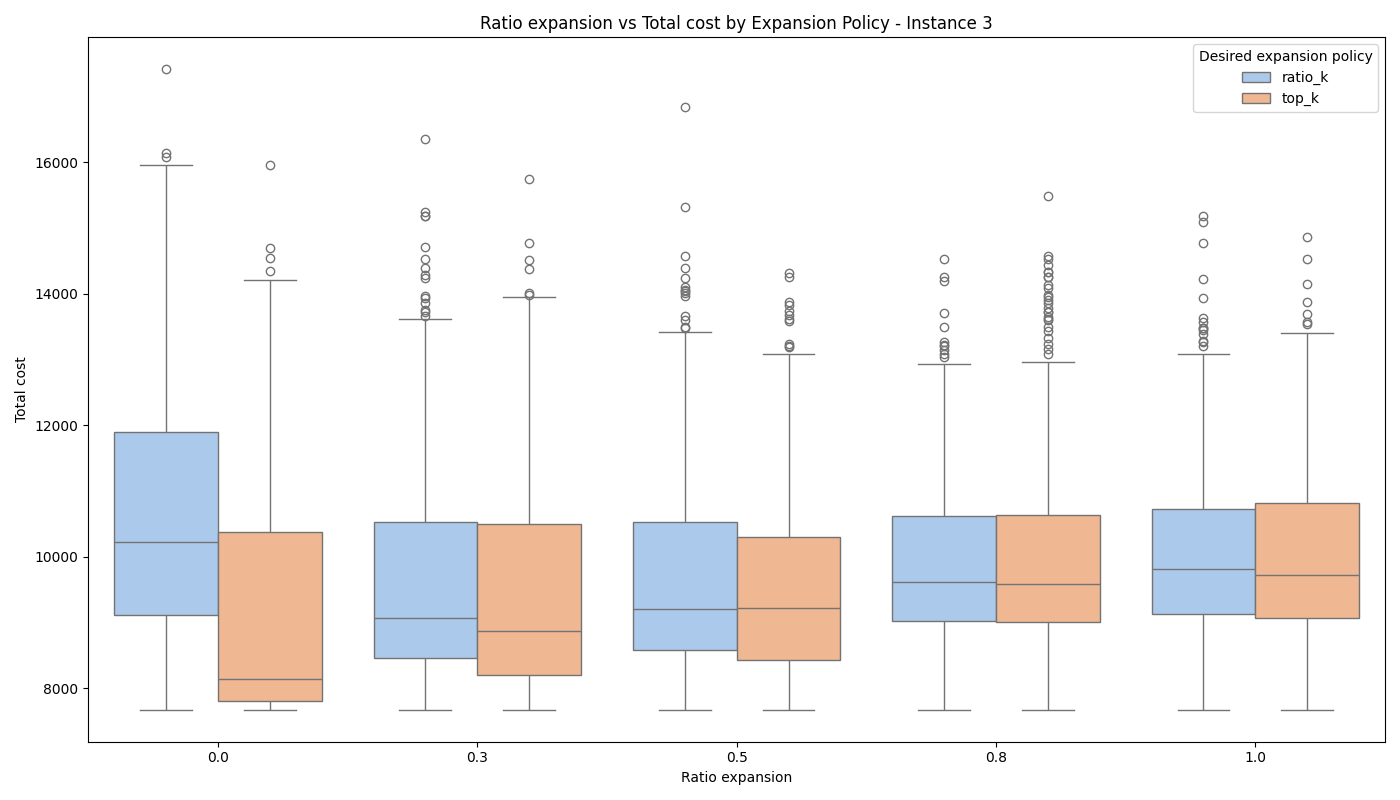 Ratio expansion vs Total cost by Expansion Policy - Instance 3
Desired expansion policy
ratio_k
top_k
Total cost
16000
14000
12000
10000
8000
0.0 0.3 0.5 0.8 1.0
Ratio expansion